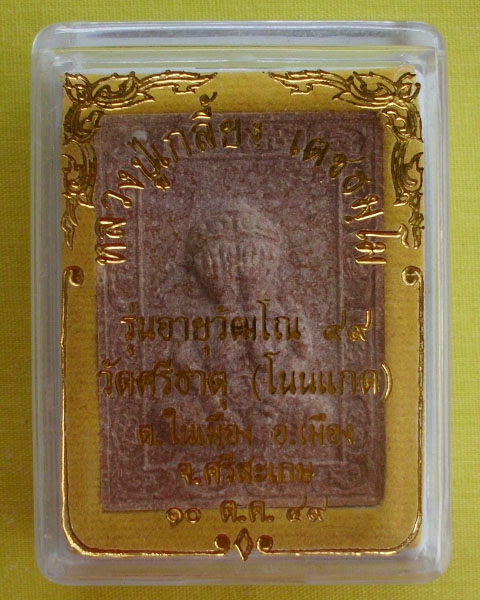 หลวงปู่เกลี้ยง เตชธมฺโม
รุ่นอายุวัฒโณ ๙๙
วัดศรีธาตุ (โนนแกด)
ต.ในเมือง อ.เมือง
จ.ศรีสะเกษ
๑๐ ต.ค. ๔๙